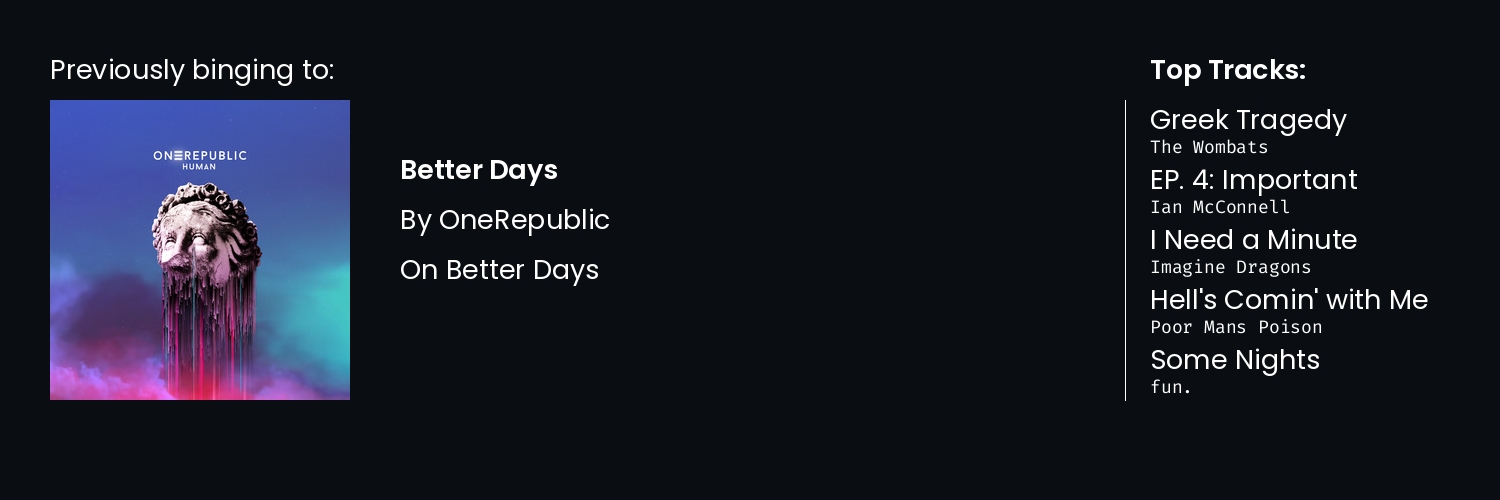 Previously binging to:
ONEREPUBLIC
HUMAN
Better Days
By OneRepublic
On Better Days
Top Tracks:
Greek Tragedy
The Wombats
EP. 4: Important
Ian McConnell
I Need a Minute
Imagine Dragons
Hell's Comin' with Me
Poor Mans Poison
Some Nights
fun.